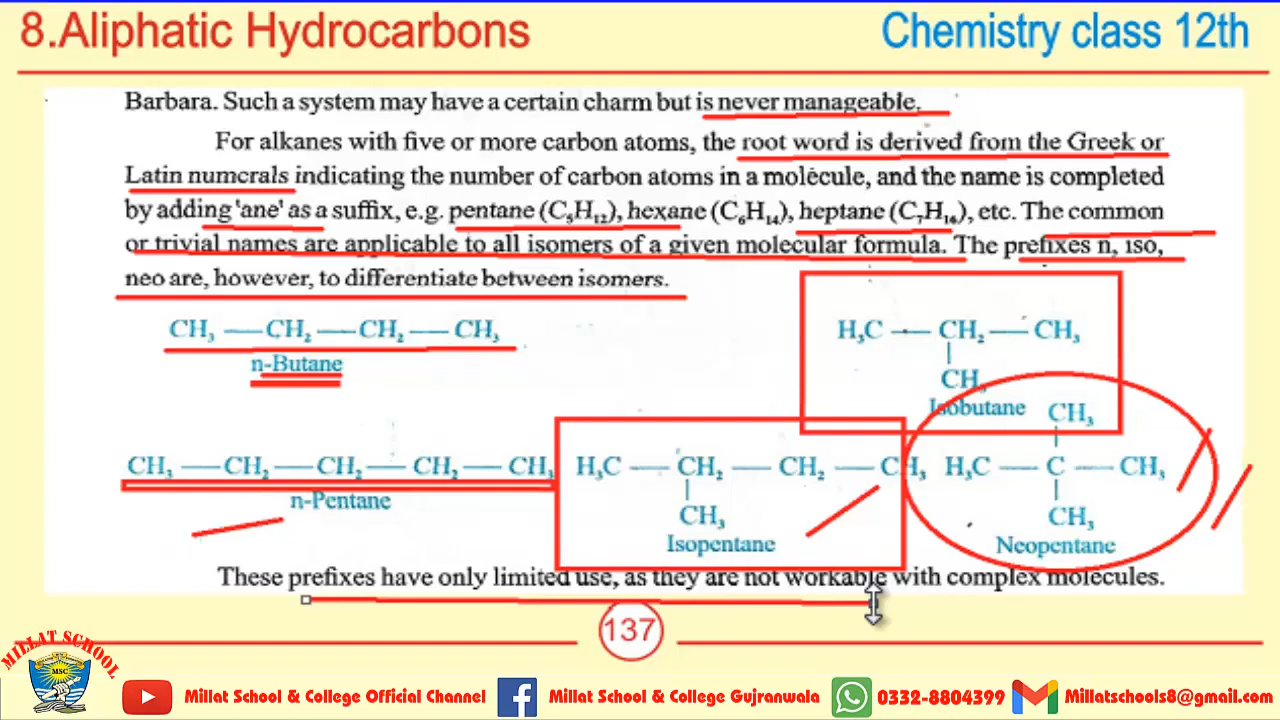 8.Aliphatic Hydrocarbons
Chemistry class 12th
Barbara. Such a system may have a certain charm but is never manageable.
For alkanes with five or more carbon atoms, the root word is derived from the Greek or
Latin numerals indicating the number of carbon atoms in a molecule, and the name is completed
by adding 'ane' as a suffix, e.g. pentane (C₅H₁₂), hexane (C₆H₁₄), heptane (C₇H₁₆), etc. The common
or trivial names are applicable to all isomers of a given molecular formula. The prefixes n, iso,
neo are, however, to differentiate between isomers.
CH₃ — CH₂ — CH₂ — CH₃
n-Butane
H₃C — CH₂ — CH₃
|
CH₃
Isobutane
CH₃ — CH₂ — CH₂ — CH₂ — CH₃
n-Pentane
H₃C — CH₂ — CH₂ — CH₃
|
CH₃
Isopentane
CH₃
|
H₃C — C — CH₃
|
CH₃
Neopentane
These prefixes have only limited use, as they are not workable with complex molecules.
137
MILLAT SCHOOL
MSC
Millat School & College Official Channel
Millat School & College Gujranwala
0332-8804399
Millatschools8@gmail.com